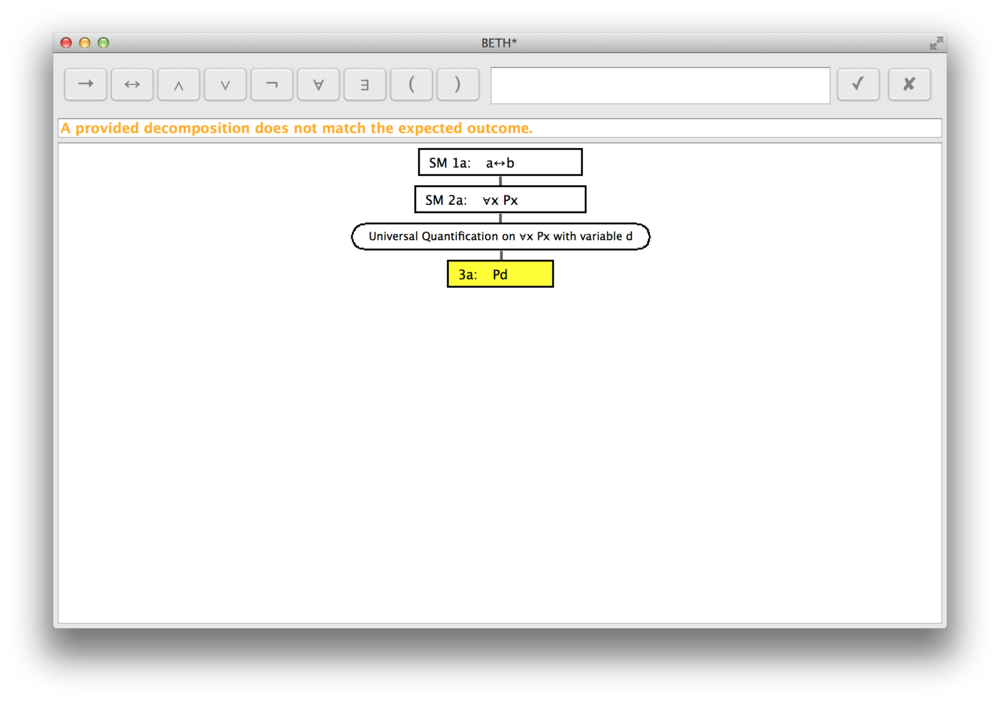 BETH*
→ ↔ ∧ ∨ ¬ ∀ ∃ ( ) ✓ ✘
A provided decomposition does not match the expected outcome.
SM 1a: a↔b
SM 2a: ∀x Px
Universal Quantification on ∀x Px with variable d
3a: Pd